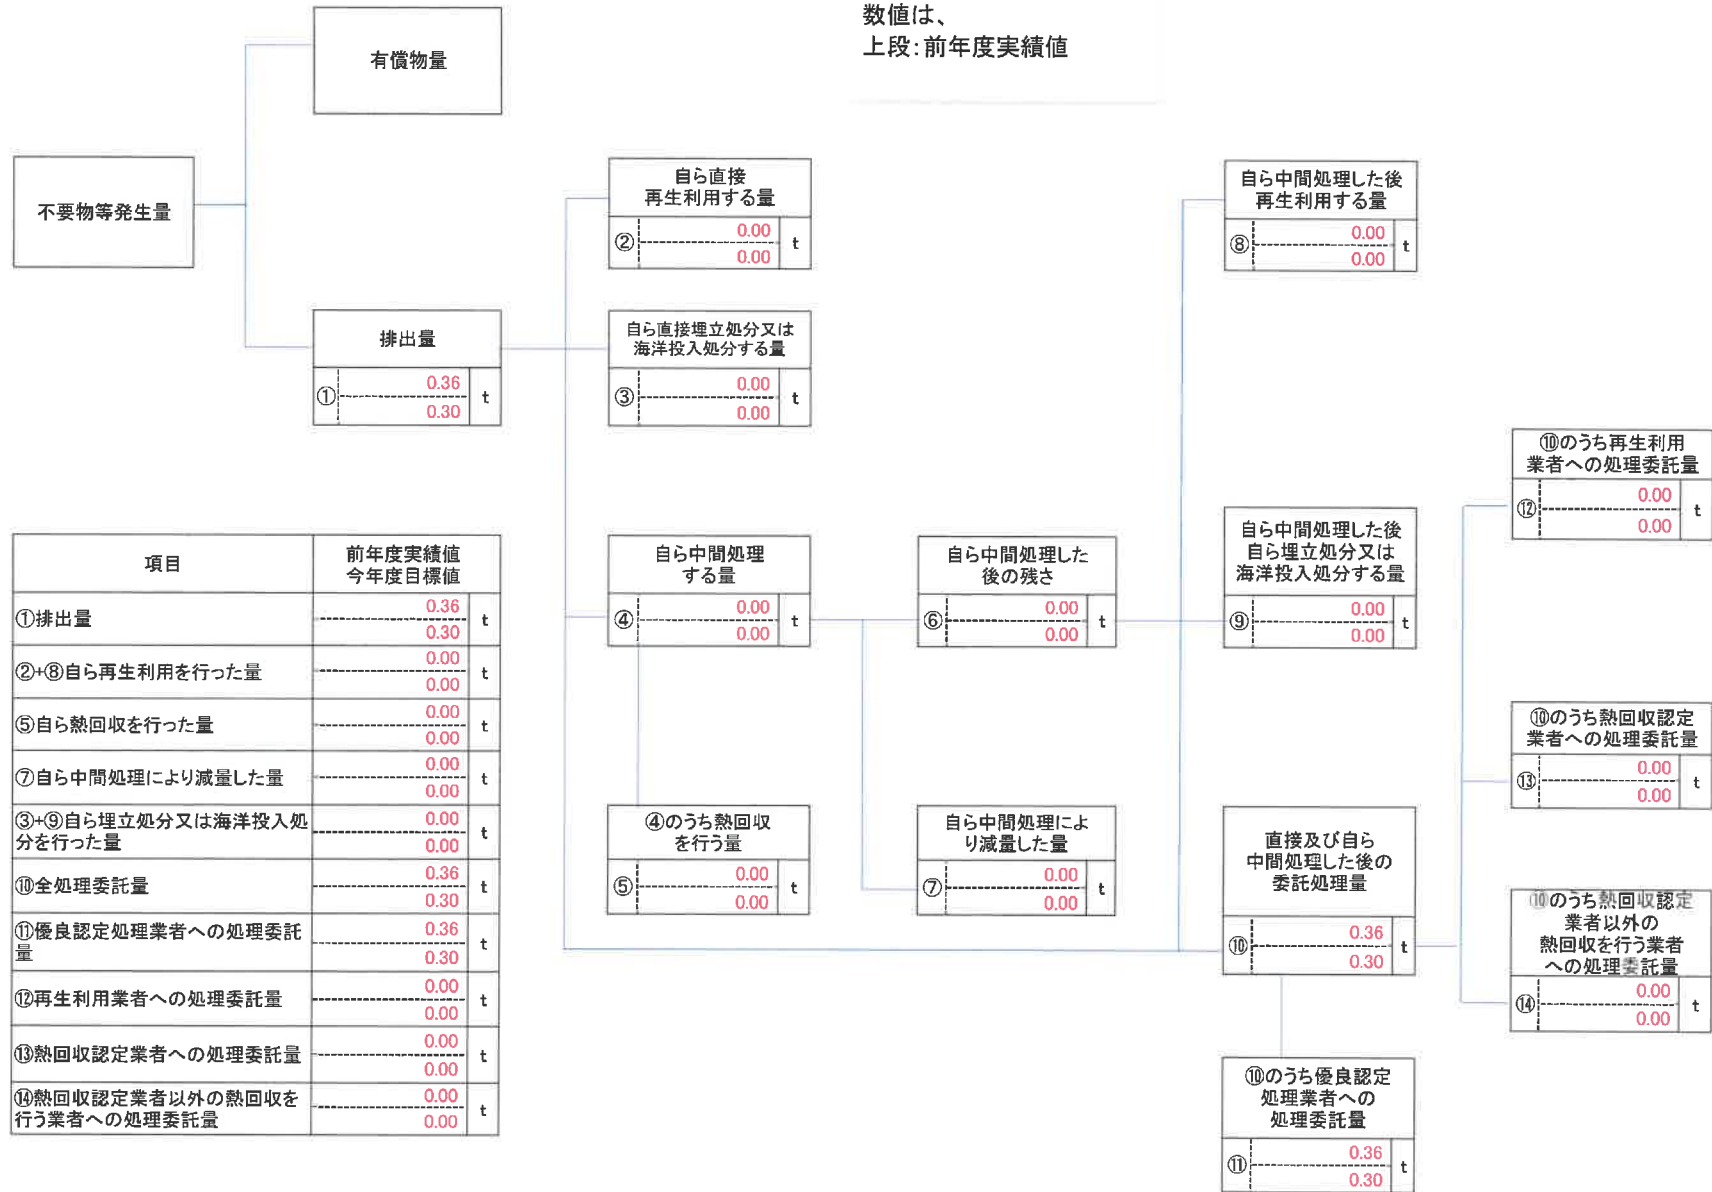 数値は、
上段：前年度実績値
有償物量
不要物等発生量
排出量
① 0.36 t
0.30
自ら直接
再生利用する量
② 0.00 t
0.00
自ら直接埋立処分又は
海洋投入処分する量
③ 0.00 t
0.00
自ら中間処理
する量
④ 0.00 t
0.00
④のうち熱回収
を行う量
⑤ 0.00 t
0.00
自ら中間処理した
後の残さ
⑥ 0.00 t
0.00
自ら中間処理によ
り減量した量
⑦ 0.00 t
0.00
自ら中間処理した後
再生利用する量
⑧ 0.00 t
0.00
自ら中間処理した後
自ら埋立処分又は
海洋投入処分する量
⑨ 0.00 t
0.00
直接及び自ら
中間処理した後の
委託処理量
⑩ 0.36 t
0.30
⑩のうち優良認定
処理業者への
処理委託量
⑪ 0.36 t
0.30
⑩のうち再生利用
業者への処理委託量
⑫ 0.00 t
0.00
⑩のうち熱回収認定
業者への処理委託量
⑬ 0.00 t
0.00
⑩のうち熱回収認定
業者以外の
熱回収を行う業者
への処理委託量
⑭ 0.00 t
0.00
項目 前年度実績値
今年度目標値
①排出量 0.36 t
0.30
②+⑧自ら再生利用を行った量 0.00 t
0.00
⑤自ら熱回収を行った量 0.00 t
0.00
⑦自ら中間処理により減量した量 0.00 t
0.00
③+⑨自ら埋立処分又は海洋投入処 0.00 t
分を行った量 0.00
⑩全処理委託量 0.36 t
0.30
⑪優良認定処理業者への処理委託 0.36 t
量 0.30
⑫再生利用業者への処理委託量 0.00 t
0.00
⑬熱回収認定業者への処理委託量 0.00 t
0.00
⑭熱回収認定業者以外の熱回収を 0.00 t
行う業者への処理委託量 0.00